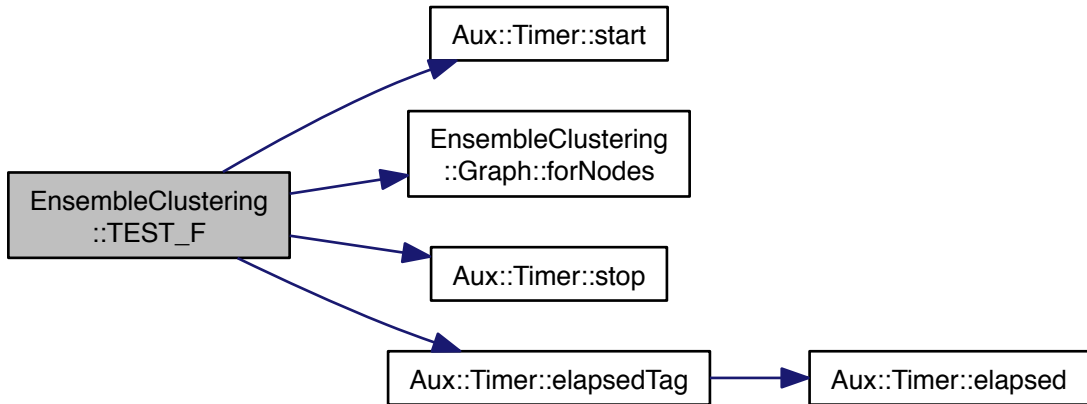 Aux::Timer::start
EnsembleClustering
::Graph::forNodes
EnsembleClustering
::TEST_F
Aux::Timer::stop
Aux::Timer::elapsedTag
Aux::Timer::elapsed